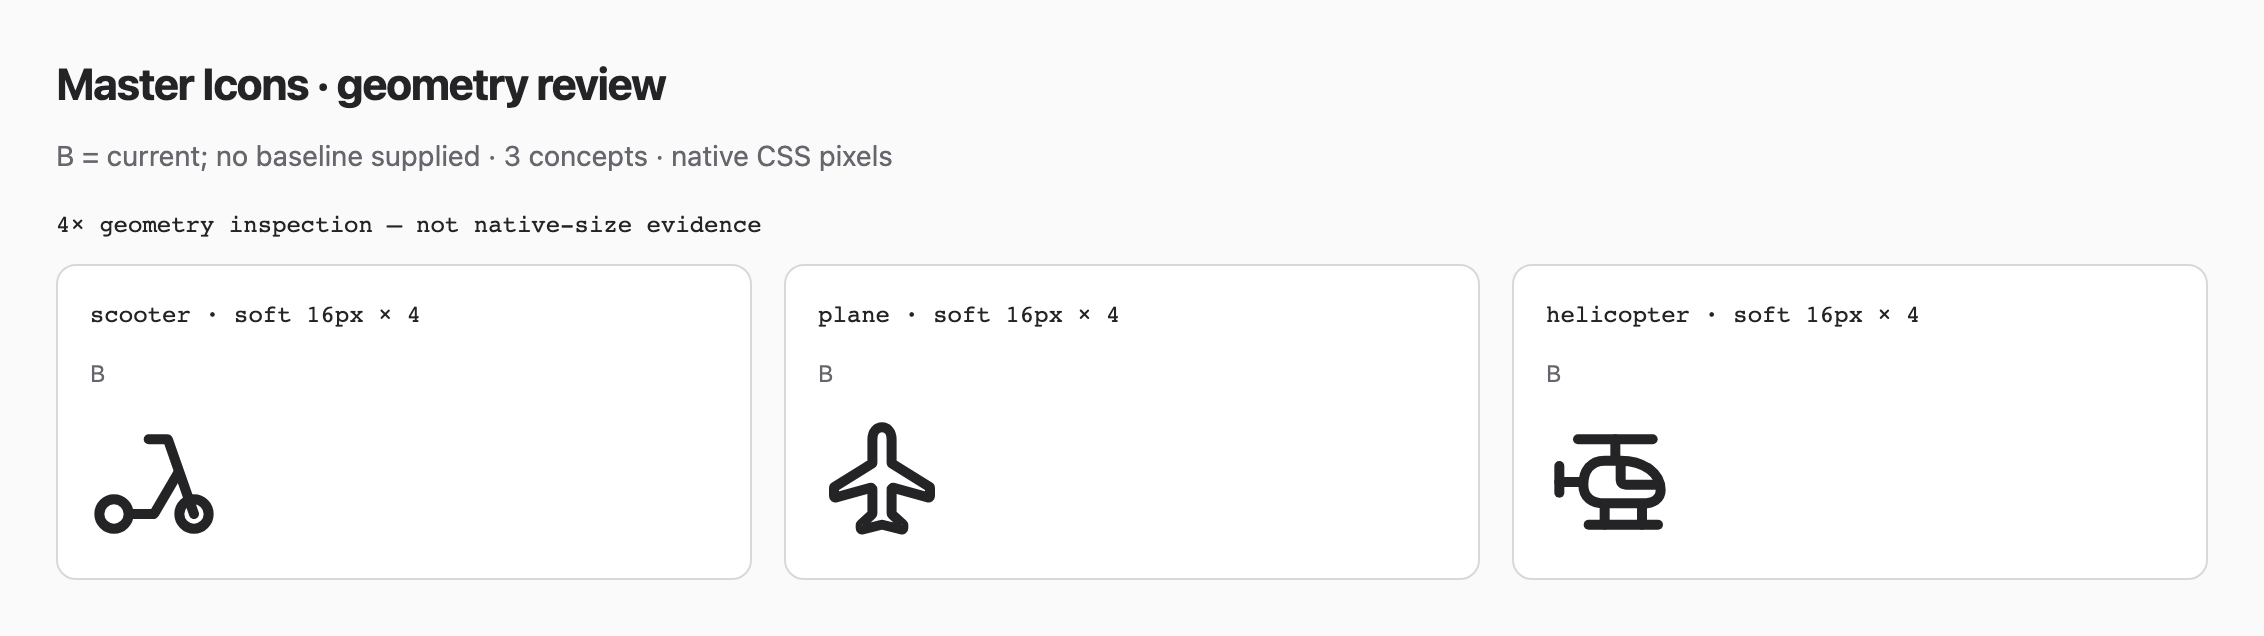 Master Icons · geometry review
B = current; no baseline supplied · 3 concepts · native CSS pixels
4× geometry inspection — not native-size evidence
scooter · soft 16px × 4
B
plane · soft 16px × 4
B
helicopter · soft 16px × 4
B